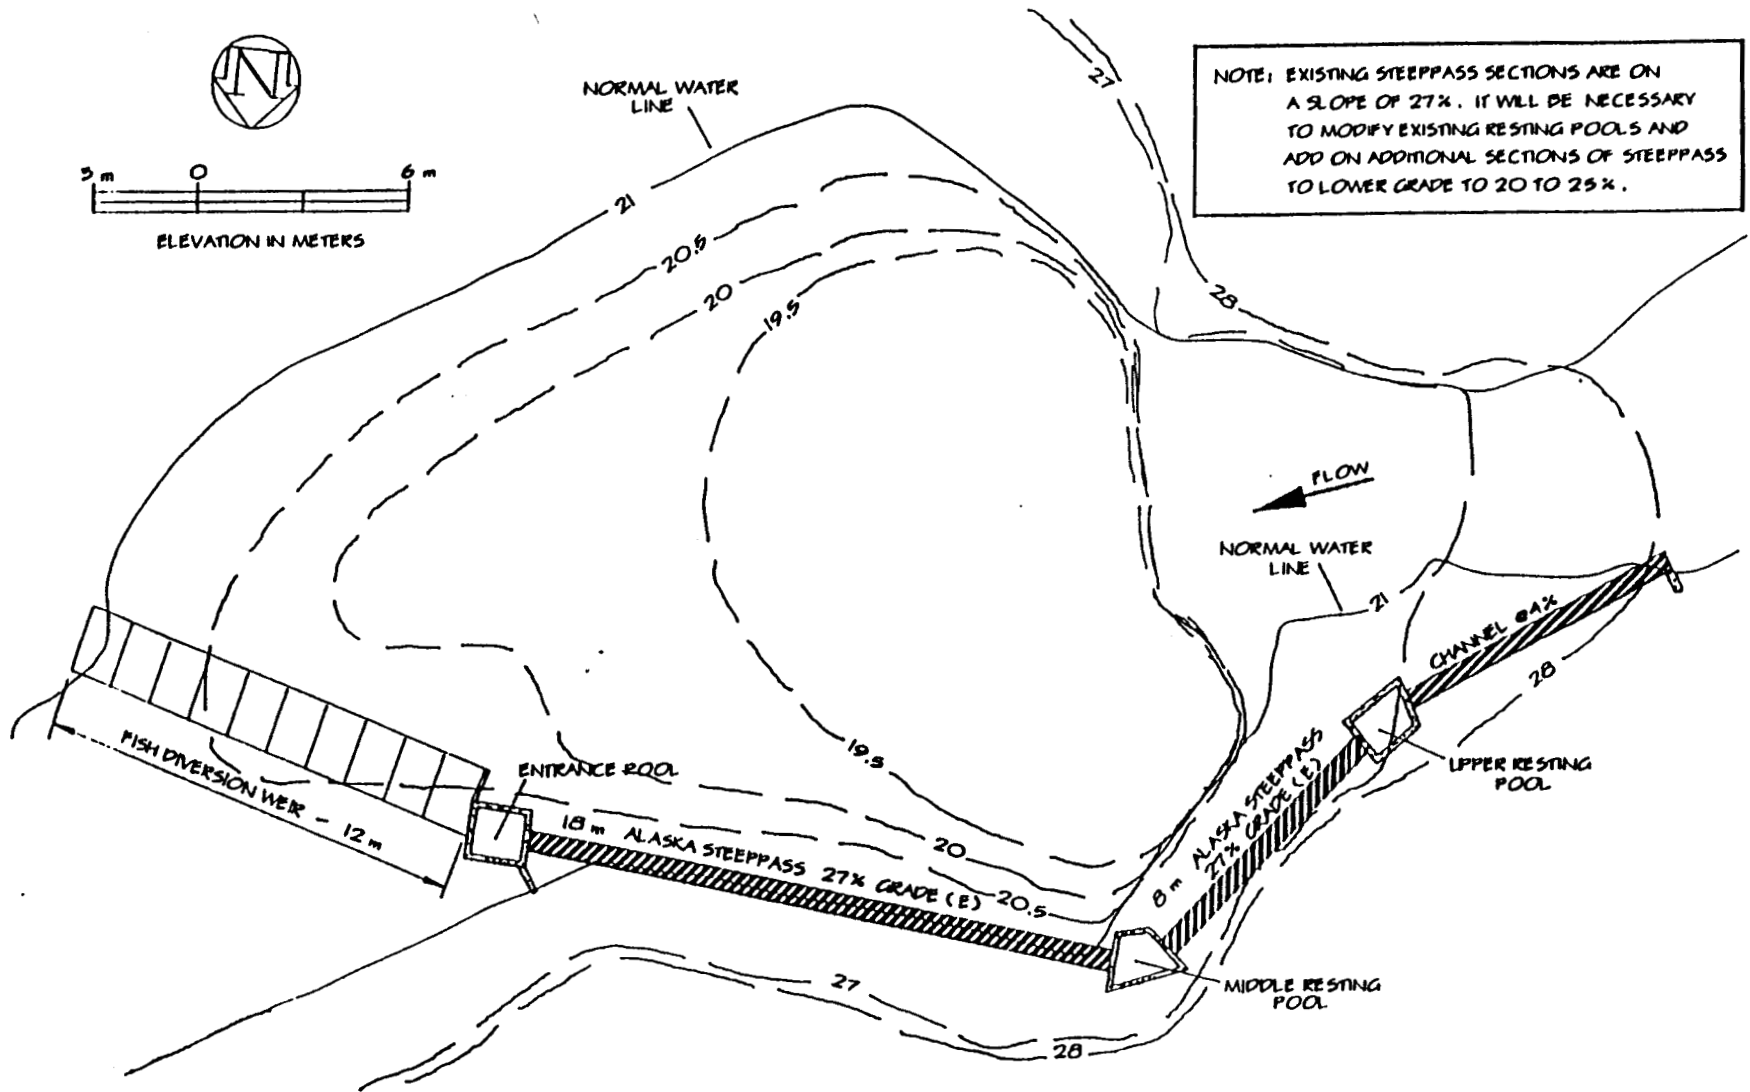 N
NORMAL WATER
LINE
27
NOTE: EXISTING STEEPPASS SECTIONS ARE ON
A SLOPE OF 27%. IT WILL BE NECESSARY
TO MODIFY EXISTING RESTING POOLS AND
ADD ON ADDITIONAL SECTIONS OF STEEPPASS
TO LOWER GRADE TO 20 TO 25%.
3 m 0 6 m
ELEVATION IN METERS
21
20.5
20
19.5
28
FLOW
NORMAL WATER
LINE
21
CHANNEL @ 4%
28
UPPER RESTING
POOL
FISH DIVERSION WEIR - 12 m
ENTRANCE POOL
19.5
18 m ALASKA STEEPPASS 27% GRADE (E)
20
20.5
8 m ALASKA STEEPPASS
27% GRADE (E)
MIDDLE RESTING
POOL
27
28